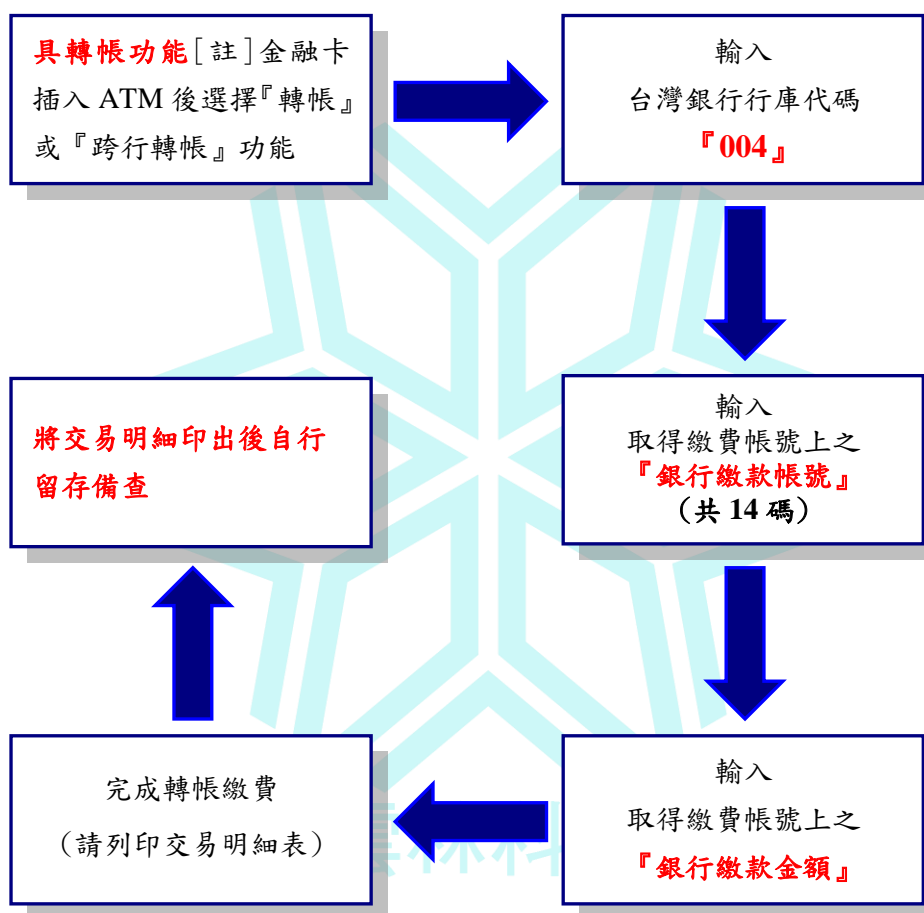 具轉帳功能[註]金融卡
插入 ATM 後選擇『轉帳』
或『跨行轉帳』功能
輸入
台灣銀行行庫代碼
『004』
輸入
取得繳費帳號上之
『銀行繳款帳號』
（共 14 碼）
輸入
取得繳費帳號上之
『銀行繳款金額』
完成轉帳繳費
（請列印交易明細表）
將交易明細印出後自行
留存備查